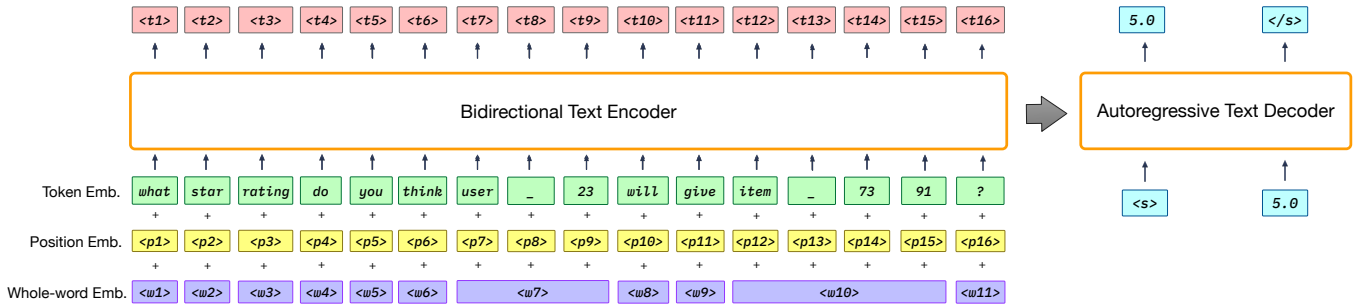 <t1> <t2> <t3> <t4> <t5> <t6> <t7> <t8> <t9> <t10> <t11> <t12> <t13> <t14> <t15> <t16> 5.0 </s>
Bidirectional Text Encoder Autoregressive Text Decoder
Token Emb. what star rating do you think user _ 23 will give item _ 73 91 ? <s> 5.0
+ + + + + + + + + + + + + + + +
Position Emb. <p1> <p2> <p3> <p4> <p5> <p6> <p7> <p8> <p9> <p10> <p11> <p12> <p13> <p14> <p15> <p16>
+ + + + + + + + + + + + + + + +
Whole-word Emb. <w1> <w2> <w3> <w4> <w5> <w6> <w7> <w8> <w9> <w10> <w11>